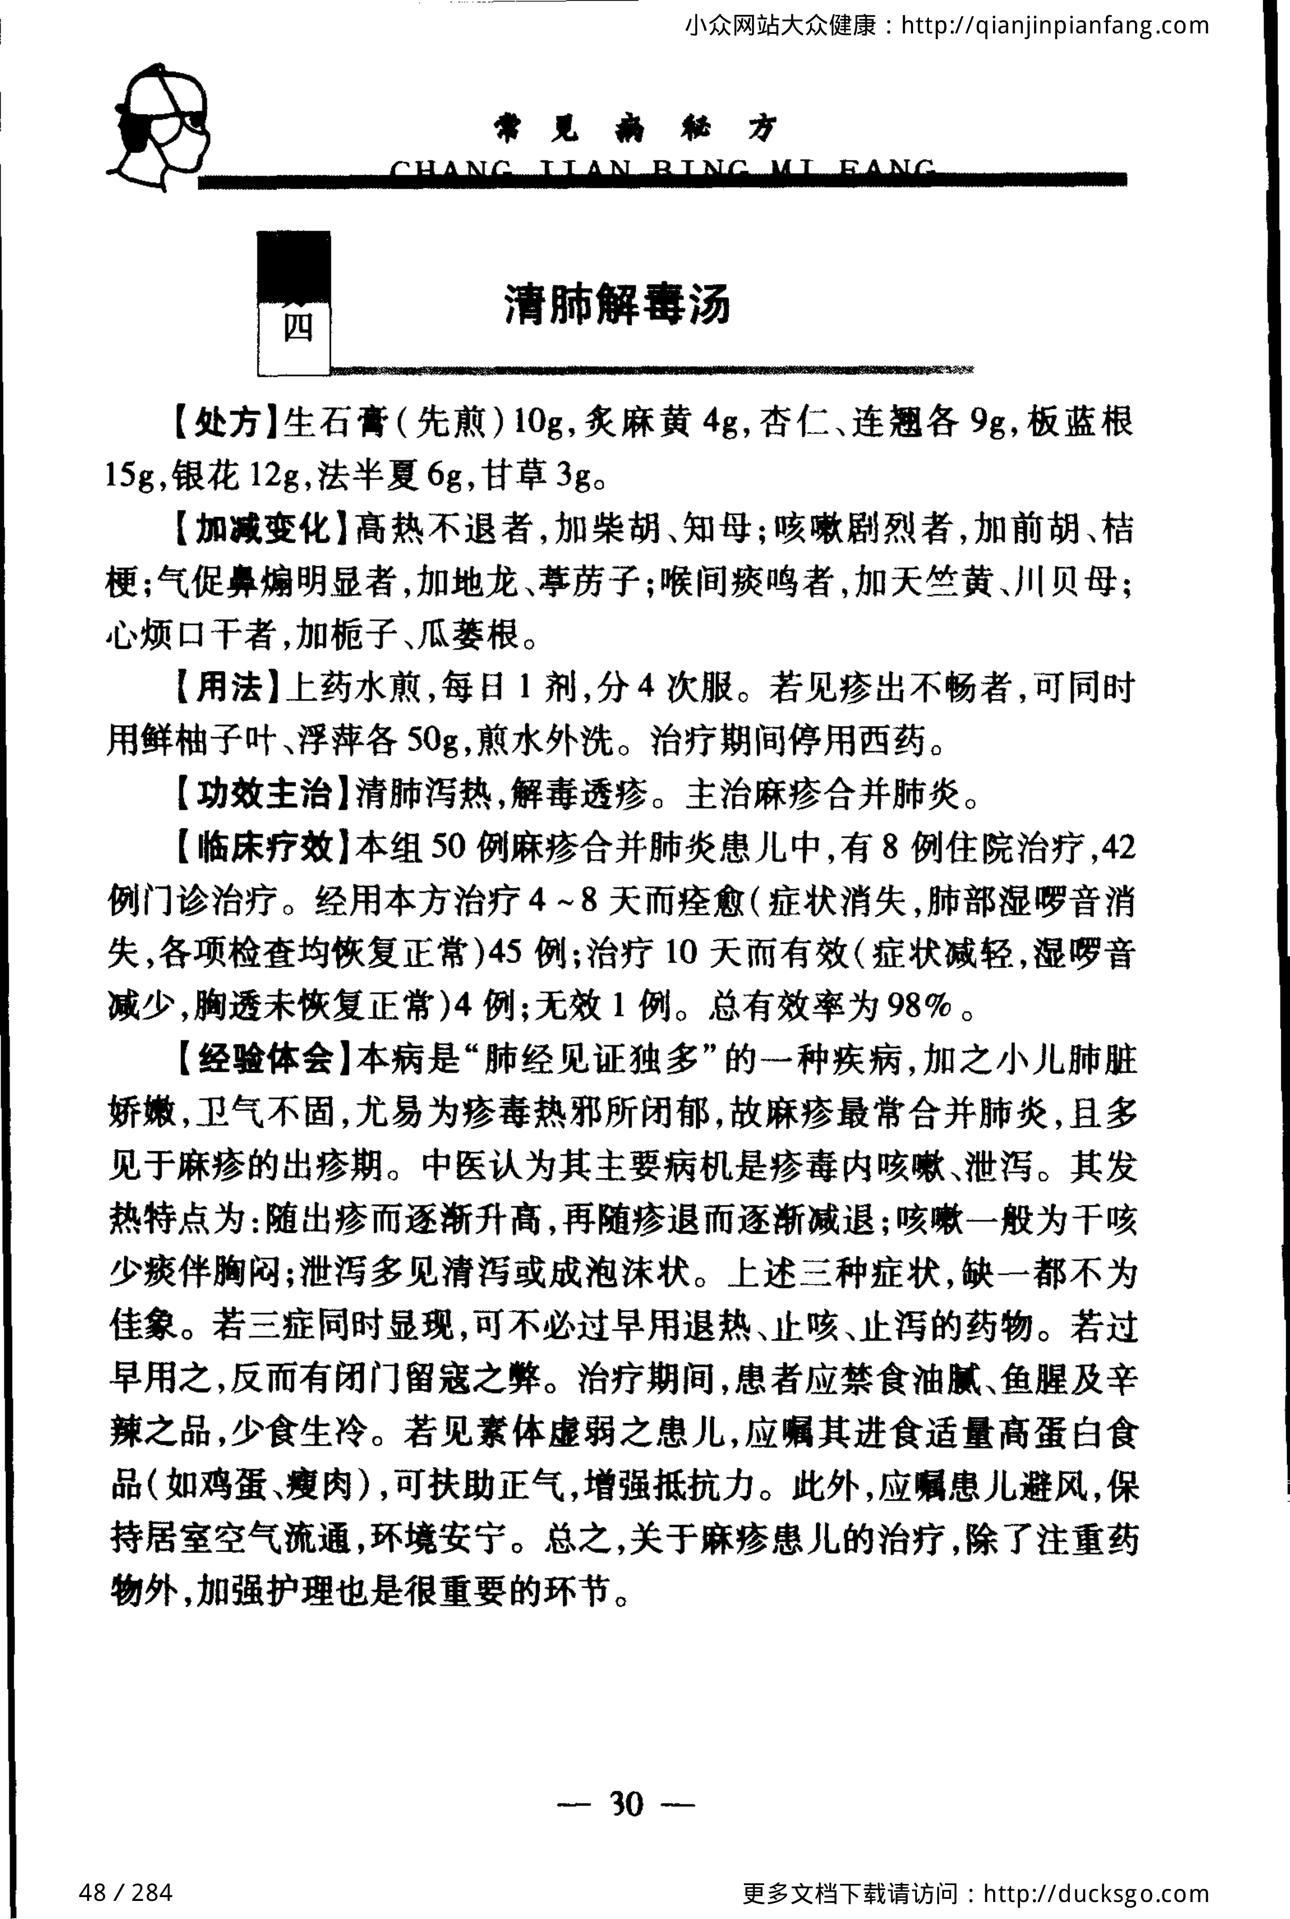 小众网站大众健康：http://qianjinpianfang.com
常见病秘方
CHANG JIAN BING MI FANG
四
清肺解毒汤
【处方】生石膏(先煎)10g,炙麻黄4g,杏仁、连翘各9g,板蓝根
15g,银花12g,法半夏6g,甘草3g。
【加减变化】高热不退者,加柴胡、知母;咳嗽剧烈者,加前胡、桔
梗;气促鼻煽明显者,加地龙、葶苈子;喉间痰鸣者,加天竺黄、川贝母;
心烦口干者,加栀子、瓜蒌根。
【用法】上药水煎,每日1剂,分4次服。若见疹出不畅者,可同时
用鲜柚子叶、浮萍各50g,煎水外洗。治疗期间停用西药。
【功效主治】清肺泻热,解毒透疹。主治麻疹合并肺炎。
【临床疗效】本组50例麻疹合并肺炎患儿中,有8例住院治疗,42
例门诊治疗。经用本方治疗4~8天而痊愈(症状消失,肺部湿啰音消
失,各项检查均恢复正常)45例;治疗10天而有效(症状减轻,湿啰音
减少,胸透未恢复正常)4例;无效1例。总有效率为98%。
【经验体会】本病是“肺经见证独多”的一种疾病,加之小儿肺脏
娇嫩,卫气不固,尤易为疹毒热邪所闭郁,故麻疹最常合并肺炎,且多
见于麻疹的出疹期。中医认为其主要病机是疹毒内咳嗽、泄泻。其发
热特点为:随出疹而逐渐升高,再随疹退而逐渐减退;咳嗽一般为干咳
少痰伴胸闷;泄泻多见清泻或成泡沫状。上述三种症状,缺一都不为
佳象。若三症同时显现,可不必过早用退热、止咳、止泻的药物。若过
早用之,反而有闭门留寇之弊。治疗期间,患者应禁食油腻、鱼腥及辛
辣之品,少食生冷。若见素体虚弱之患儿,应嘱其进食适量高蛋白食
品(如鸡蛋、瘦肉),可扶助正气,增强抵抗力。此外,应嘱患儿避风,保
持居室空气流通,环境安宁。总之,关于麻疹患儿的治疗,除了注重药
物外,加强护理也是很重要的环节。
— 30 —
48 / 284
更多文档下载请访问：http://ducksgo.com